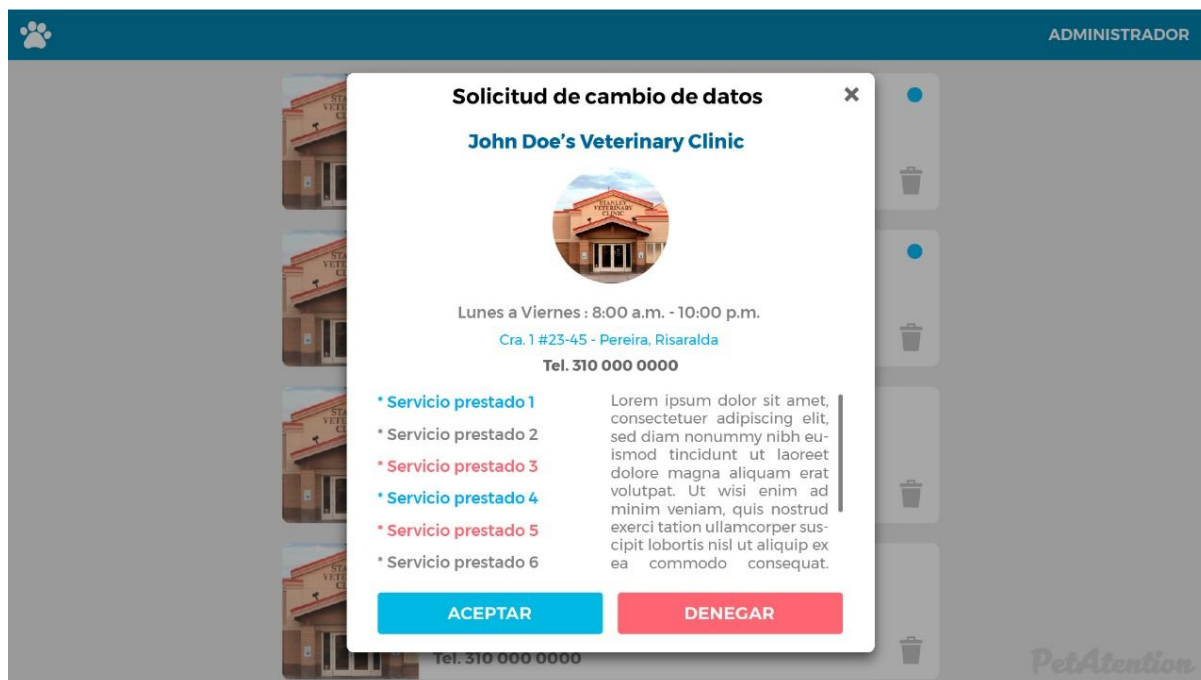 ADMINISTRADOR
Solicitud de cambio de datos
John Doe's Veterinary Clinic
STANLEY
VETERINARY
CLINIC
Lunes a Viernes : 8:00 a.m. - 10:00 p.m.
Cra. 1 #23-45 - Pereira, Risaralda
Tel. 310 000 0000
* Servicio prestado 1
* Servicio prestado 2
* Servicio prestado 3
* Servicio prestado 4
* Servicio prestado 5
* Servicio prestado 6
Lorem ipsum dolor sit amet,
consectetuer adipiscing elit,
sed diam nonummy nibh eu-
ismod tincidunt ut laoreet
dolore magna aliquam erat
volutpat. Ut wisi enim ad
minim veniam, quis nostrud
exerci tation ullamcorper sus-
cipit lobortis nisl ut aliquip ex
ea commodo consequat.
ACEPTAR
DENEGAR
Tel. 310 000 0000
PetAtention